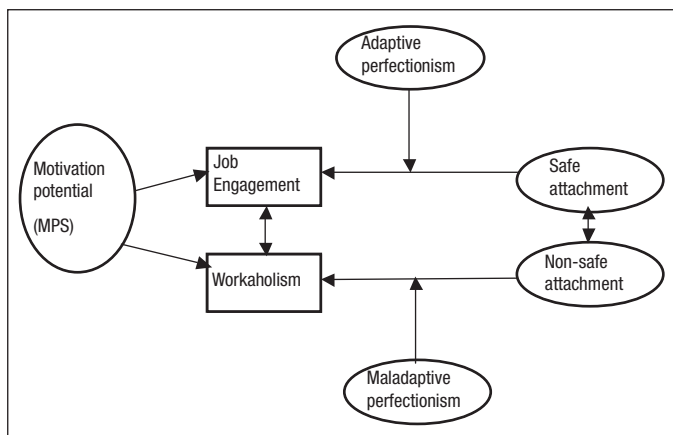 Adaptive
perfectionism
Motivation
potential
(MPS)
Job
Engagement
Safe
attachment
Workaholism
Non-safe
attachment
Maladaptive
perfectionism